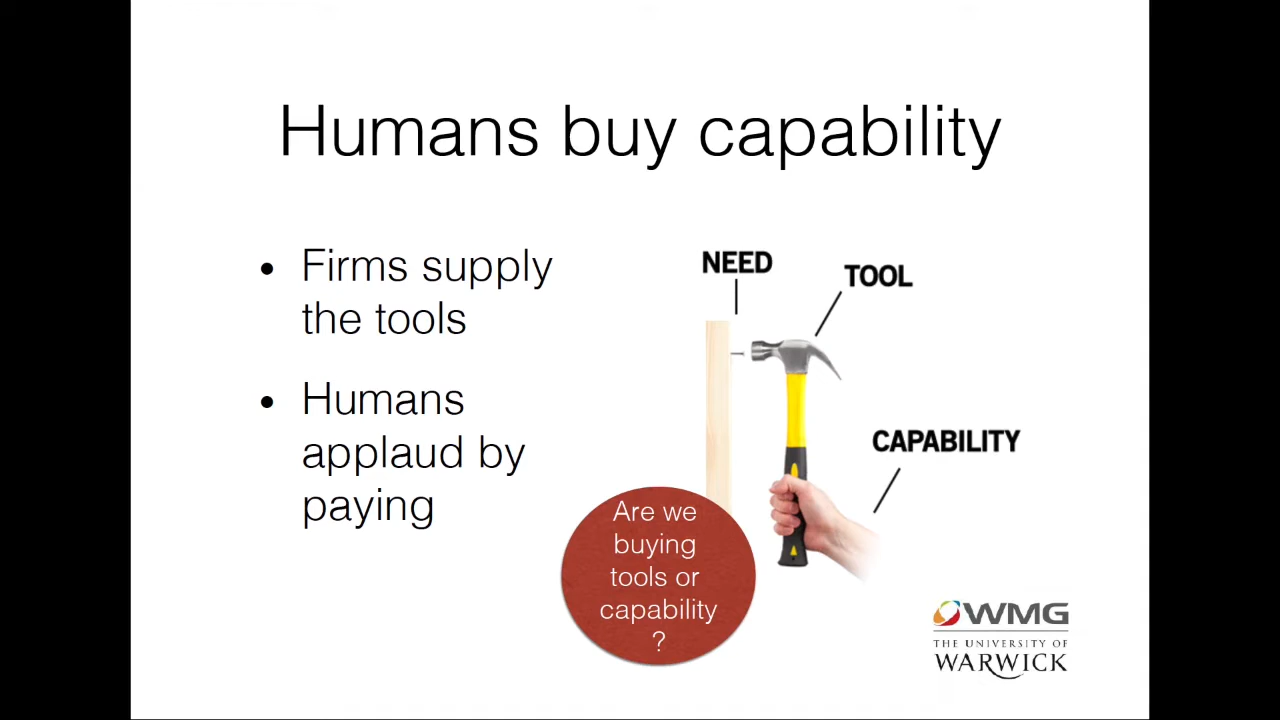 Humans buy capability
• Firms supply
the tools
• Humans
applaud by
paying
NEED
TOOL
CAPABILITY
Are we
buying
tools or
capability
?
WMG
THE UNIVERSITY OF
WARWICK